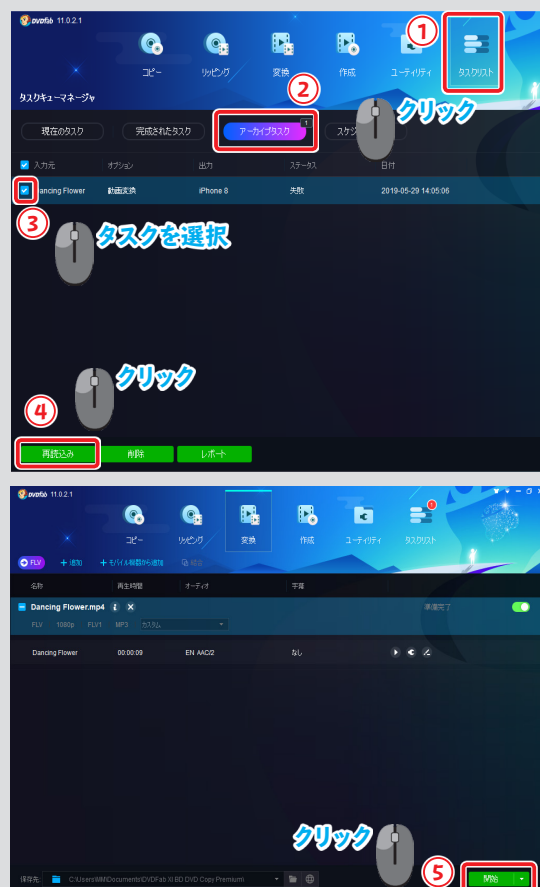 DVDFab 11.0.2.1
コピー リッピング 変換 作成 ユーティリティ タスクリスト
①
タスクキューマネージャ
②
クリック
現在のタスク 完成されたタスク アーカイブタスク 1 スケジ
入力元 オプション 出力 ステータス 日付
Dancing Flower 動画変換 iPhone 8 失敗 2019-05-29 14:05:06
③
タスクを選択
クリック
④
再読込み 削除 レポート
DVDFab 11.0.2.1
コピー リッピング 変換 作成 ユーティリティ タスクリスト
FLV + 追加 + モバイル機器から追加 結合
名称 再生時間 オーディオ 字幕
Dancing Flower.mp4 準備完了
FLV 1080p FLV1 MP3 カスタム
Dancing Flower 00:00:09 EN AAC/2 なし
クリック
⑤
保存先: C:\Users\WM\Documents\DVDFab XI BD DVD Copy Premium\ 開始